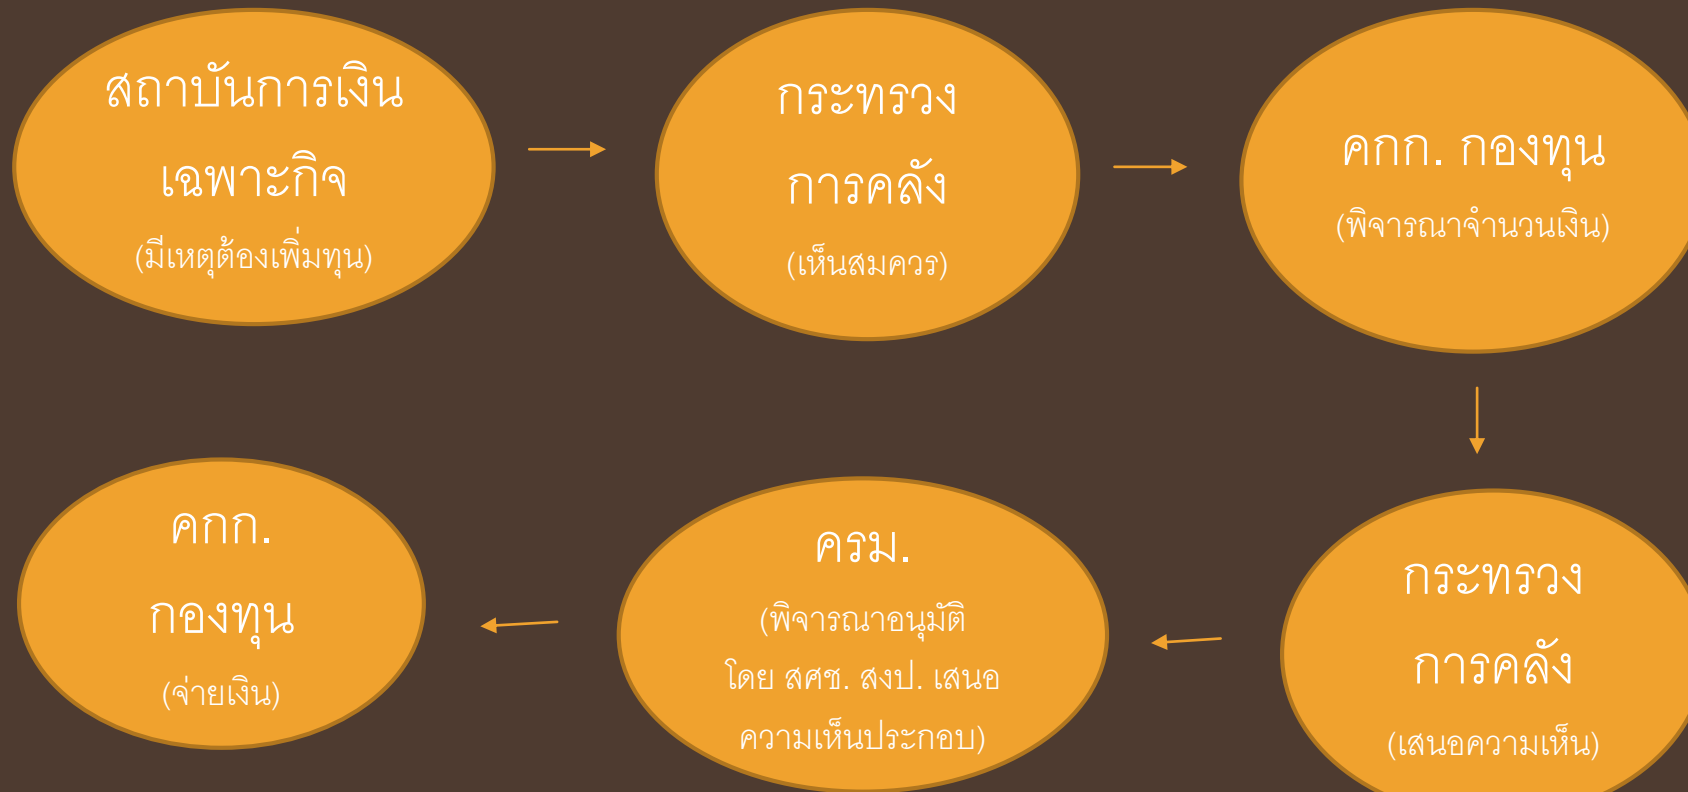 สถาบันการเงิน
เฉพาะกิจ
(มีเหตุต้องเพิ่มทุน)
กระทรวง
การคลัง
(เห็นสมควร)
คกก. กองทุน
(พิจารณาจำนวนเงิน)
กระทรวง
การคลัง
(เสนอความเห็น)
ครม.
(พิจารณาอนุมัติ
โดย สศช. สงป. เสนอ
ความเห็นประกอบ)
คกก.
กองทุน
(จ่ายเงิน)